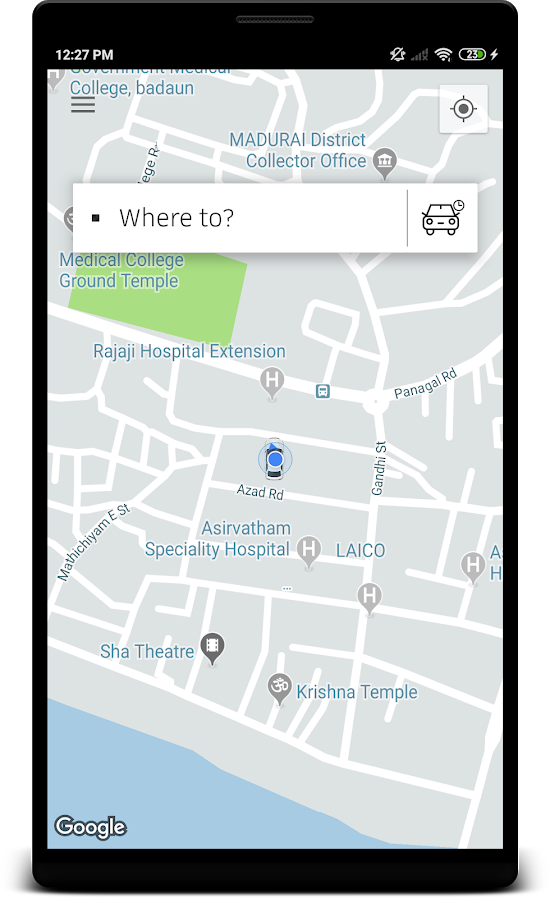 12:27 PM
23
Government Medical
College, badaun
MADURAI District
Collector Office
lege R
Where to?
Medical College
Ground Temple
Rajaji Hospital Extension
H
Panagal Rd
Gandhi St
Azad Rd
Mathichiyam E St
Asirvatham
Speciality Hospital
H
LAICO
H
A
H
H
...
Sha Theatre
ॐ
Krishna Temple
Google